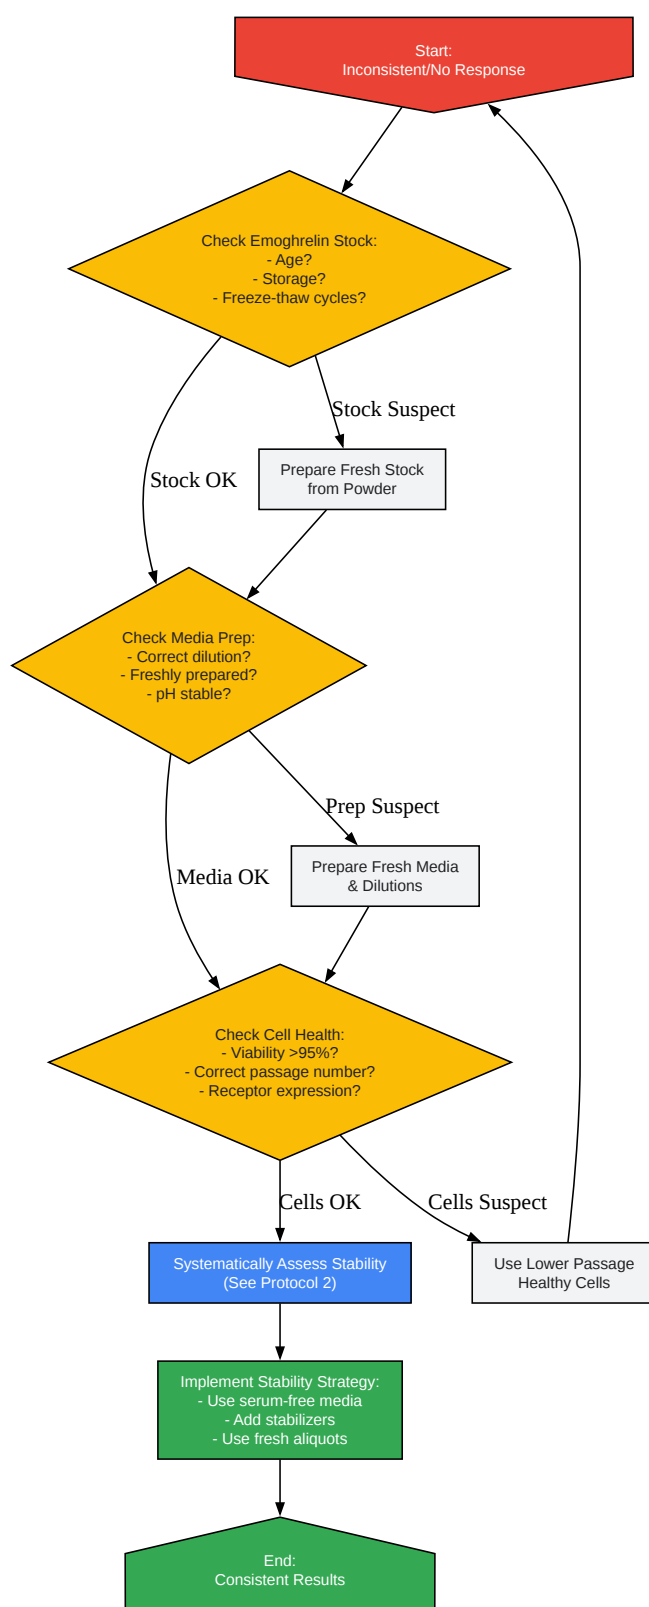 Start:
Inconsistent/No Response
Check Emoghrelin Stock:
- Age?
- Storage?
- Freeze-thaw cycles?
Stock Suspect
Stock OK
Prepare Fresh Stock
from Powder
Check Media Prep:
- Correct dilution?
- Freshly prepared?
- pH stable?
Prep Suspect
Media OK
Prepare Fresh Media
& Dilutions
Check Cell Health:
- Viability >95%?
- Correct passage number?
- Receptor expression?
Cells OK
Cells Suspect
Systematically Assess Stability
(See Protocol 2)
Use Lower Passage
Healthy Cells
Implement Stability Strategy:
- Use serum-free media
- Add stabilizers
- Use fresh aliquots
End:
Consistent Results